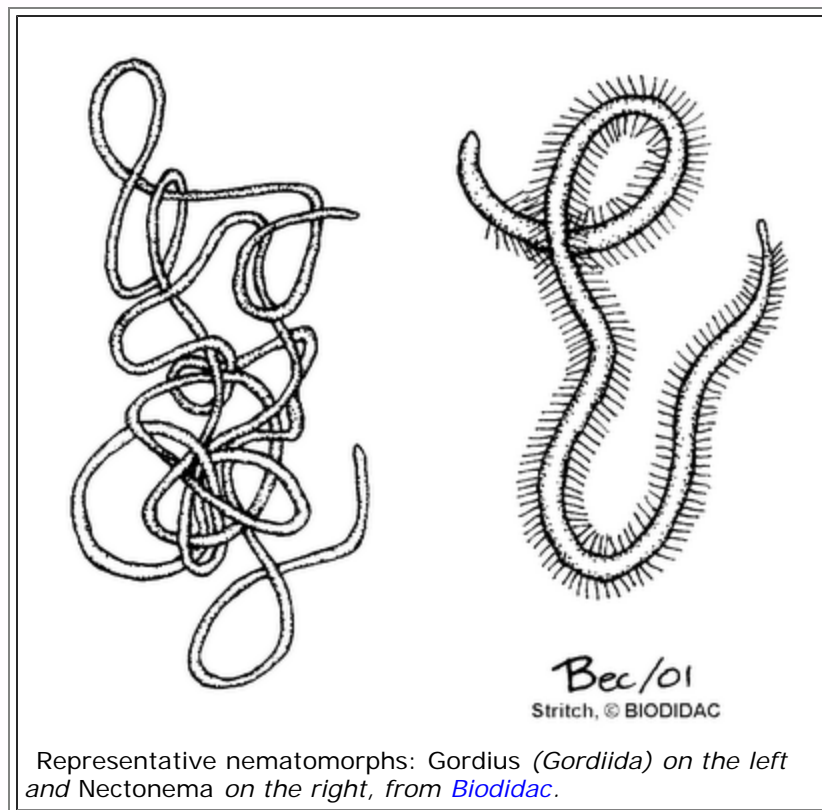 Bec/01
Stritch, © BIODIDAC
Representative nematomorphs: Gordius (Gordiida) on the left
and Nectonema on the right, from Biodidac.